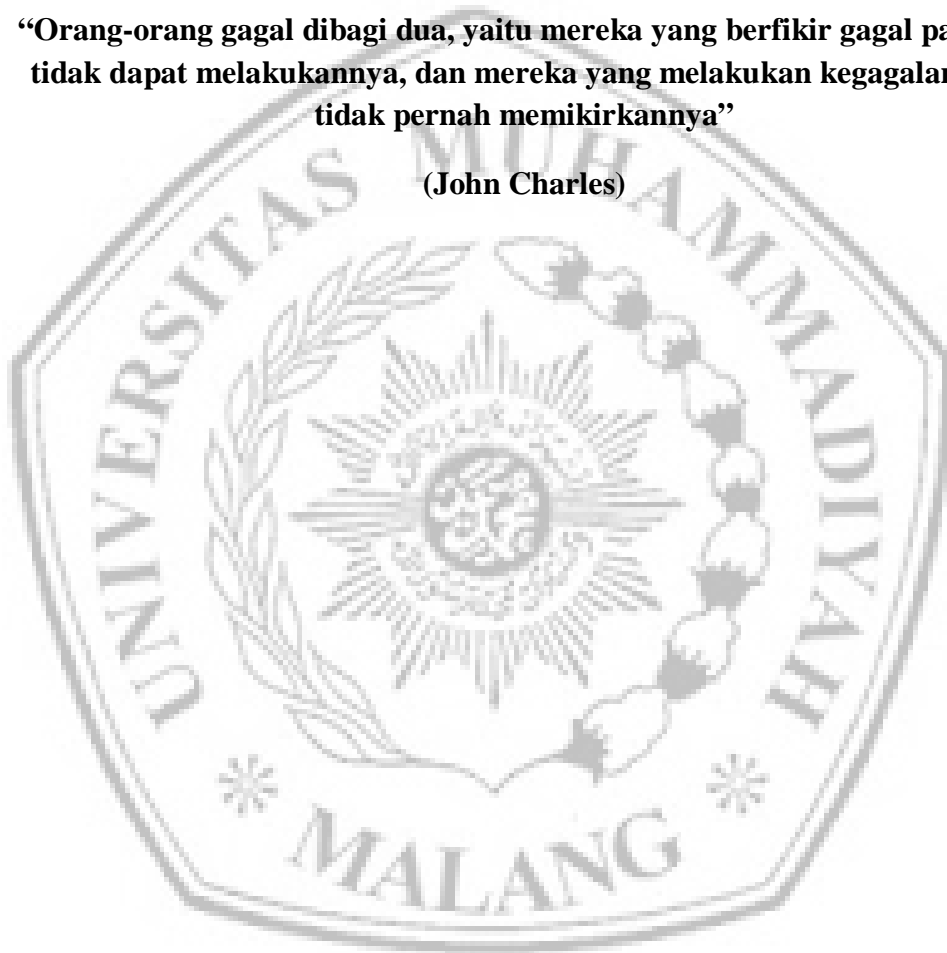 “Orang-orang gagal dibagi dua, yaitu mereka yang berfikir gagal pa
tidak dapat melakukannya, dan mereka yang melakukan kegagalan
tidak pernah memikirkannya”
(John Charles)
UNIVERSITAS MUHAMMADIYAH
MALANG